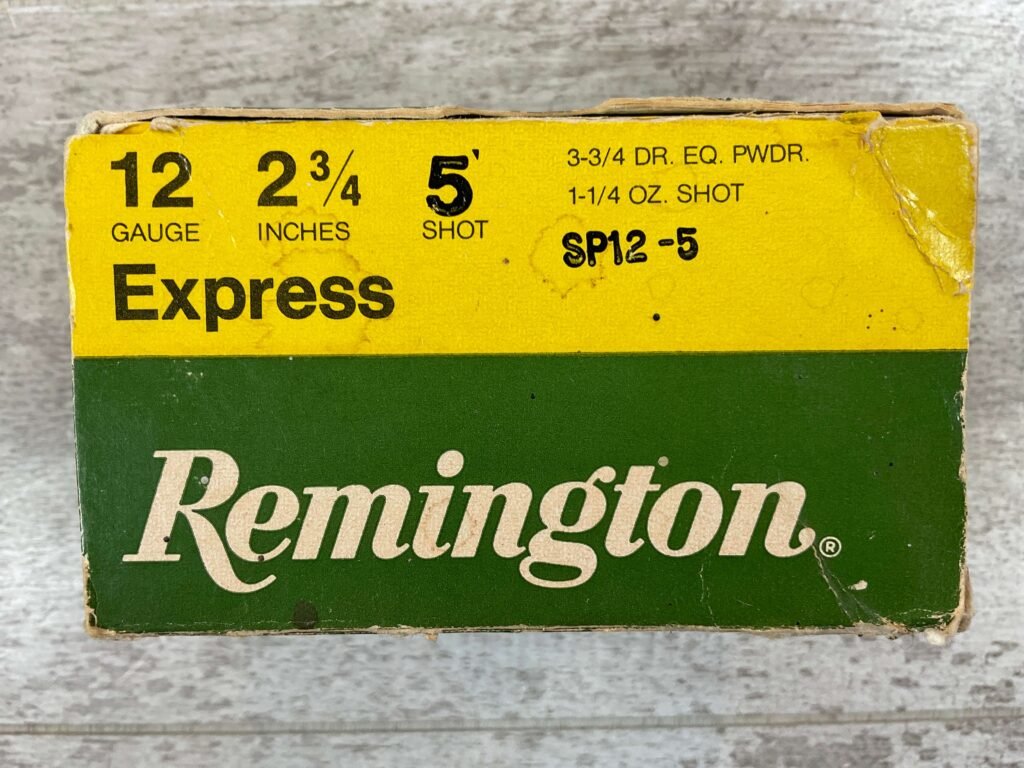 12 2 3/4 5
GAUGE INCHES SHOT
3-3/4 DR. EQ. PWDR.
1-1/4 OZ. SHOT
SP12-5
Express
Remington®